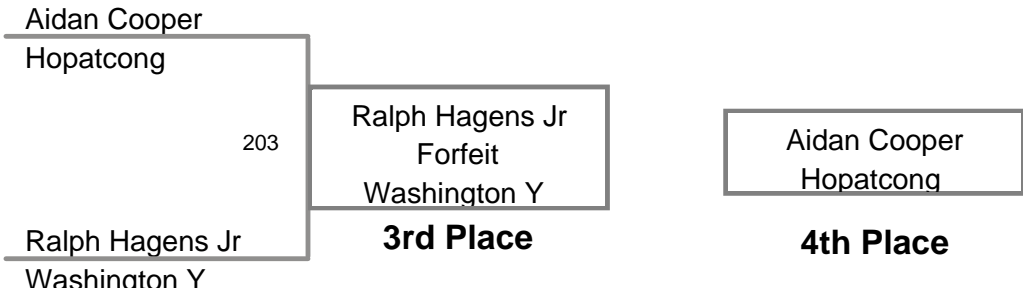 Aidan Cooper
Hopatcong
203
Ralph Hagens Jr
Washington Y
Ralph Hagens Jr
Forfeit
Washington Y
3rd Place
Aidan Cooper
Hopatcong
4th Place